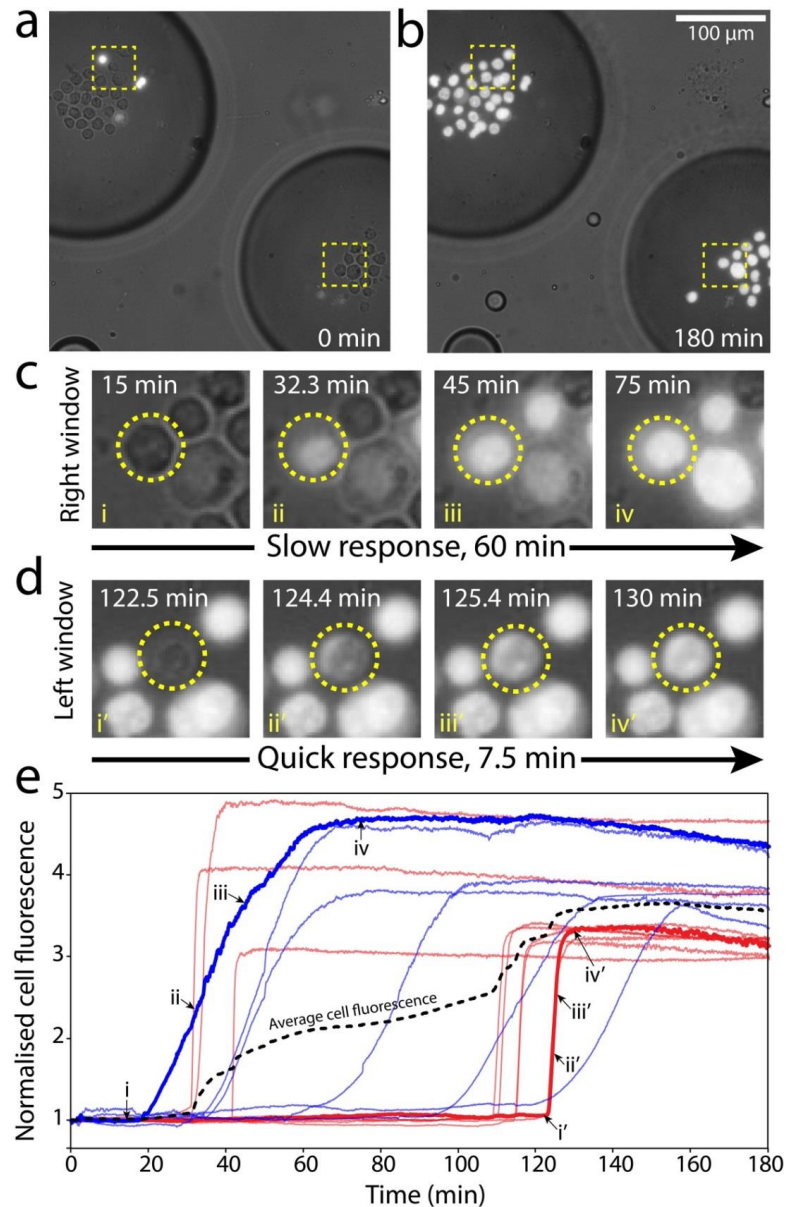 a
b
100 µm
0 min
180 min
c
Right window
15 min
32.3 min
45 min
75 min
i
ii
iii
iv
Slow response, 60 min
d
Left window
122.5 min
124.4 min
125.4 min
130 min
i'
ii'
iii'
iv'
Quick response, 7.5 min
e
Normalised cell fluorescence
5
4
3
2
1
i
ii
iii
iv
Average cell fluorescence
i'
ii'
iii'
iv'
0 20 40 60 80 100 120 140 160 180
Time (min)